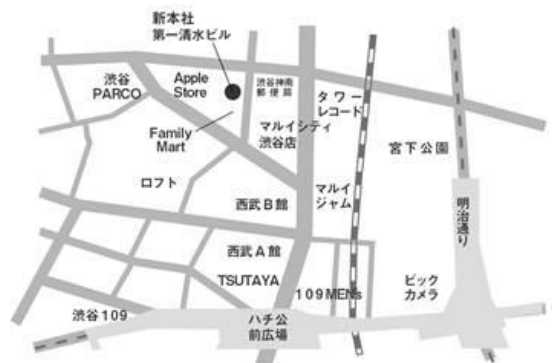 新本社
第一清水ビル
渋谷
PARCO
Apple
Store
渋谷神南
郵便局
タワー
レコード
Family
Mart
マルイシティ
渋谷店
宮下公園
ロフト
マルイ
ジャム
西武B館
明治通り
西武A館
TSUTAYA
109MENs
ビック
カメラ
渋谷109
ハチ公
前広場